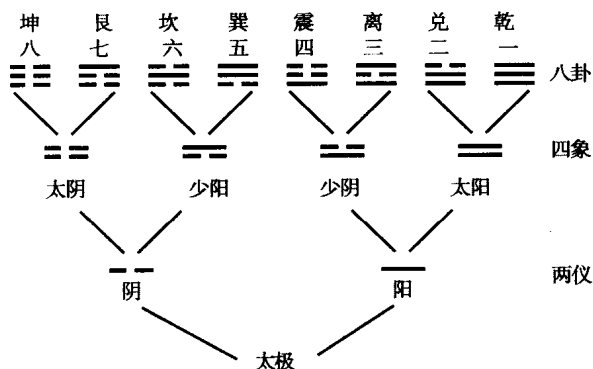 坤 艮 坎 巽 震 离 兑 乾
八 七 六 五 四 三 二 一
八卦
四象
太阴 少阳 少阴 太阳
两仪
阴 阳
太极